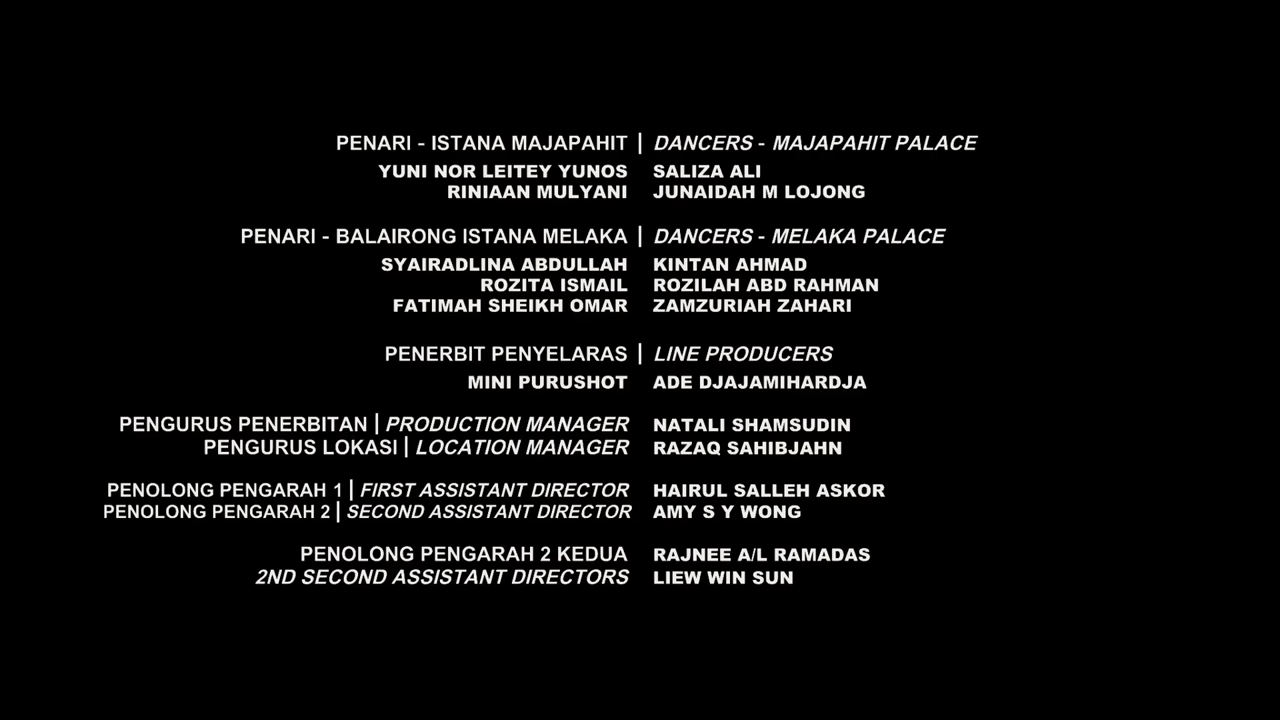 PENARI - ISTANA MAJAPAHIT | DANCERS - MAJAPAHIT PALACE
YUNI NOR LEITEY YUNOS SALIZA ALI
RINIAAN MULYANI JUNAIDAH M LOJONG
PENARI - BALAIRONG ISTANA MELAKA | DANCERS - MELAKA PALACE
SYAIRADLINA ABDULLAH KINTAN AHMAD
ROZITA ISMAIL ROZILAH ABD RAHMAN
FATIMAH SHEIKH OMAR ZAMZURIAH ZAHARI
PENERBIT PENYELARAS | LINE PRODUCERS
MINI PURUSHOT ADE DJAJAMIHARDJA
PENGURUS PENERBITAN | PRODUCTION MANAGER NATALI SHAMSUDIN
PENGURUS LOKASI | LOCATION MANAGER RAZAQ SAHIBJAHN
PENOLONG PENGARAH 1 | FIRST ASSISTANT DIRECTOR HAIRUL SALLEH ASKOR
PENOLONG PENGARAH 2 | SECOND ASSISTANT DIRECTOR AMY S Y WONG
PENOLONG PENGARAH 2 KEDUA RAJNEE A/L RAMADAS
2ND SECOND ASSISTANT DIRECTORS LIEW WIN SUN